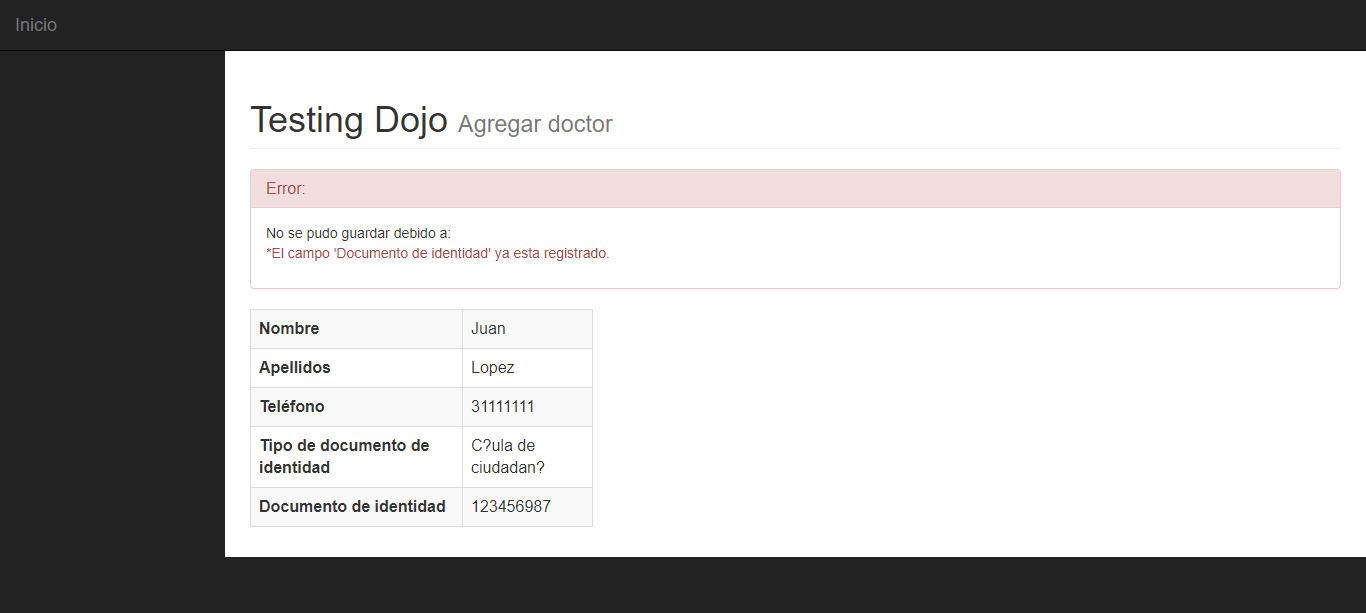 Inicio
Testing Dojo Agregar doctor
Error:
No se pudo guardar debido a:
*El campo 'Documento de identidad' ya esta registrado.
Nombre Juan
Apellidos Lopez
Teléfono 31111111
Tipo de documento de C?ula de
identidad ciudadan?
Documento de identidad 123456987